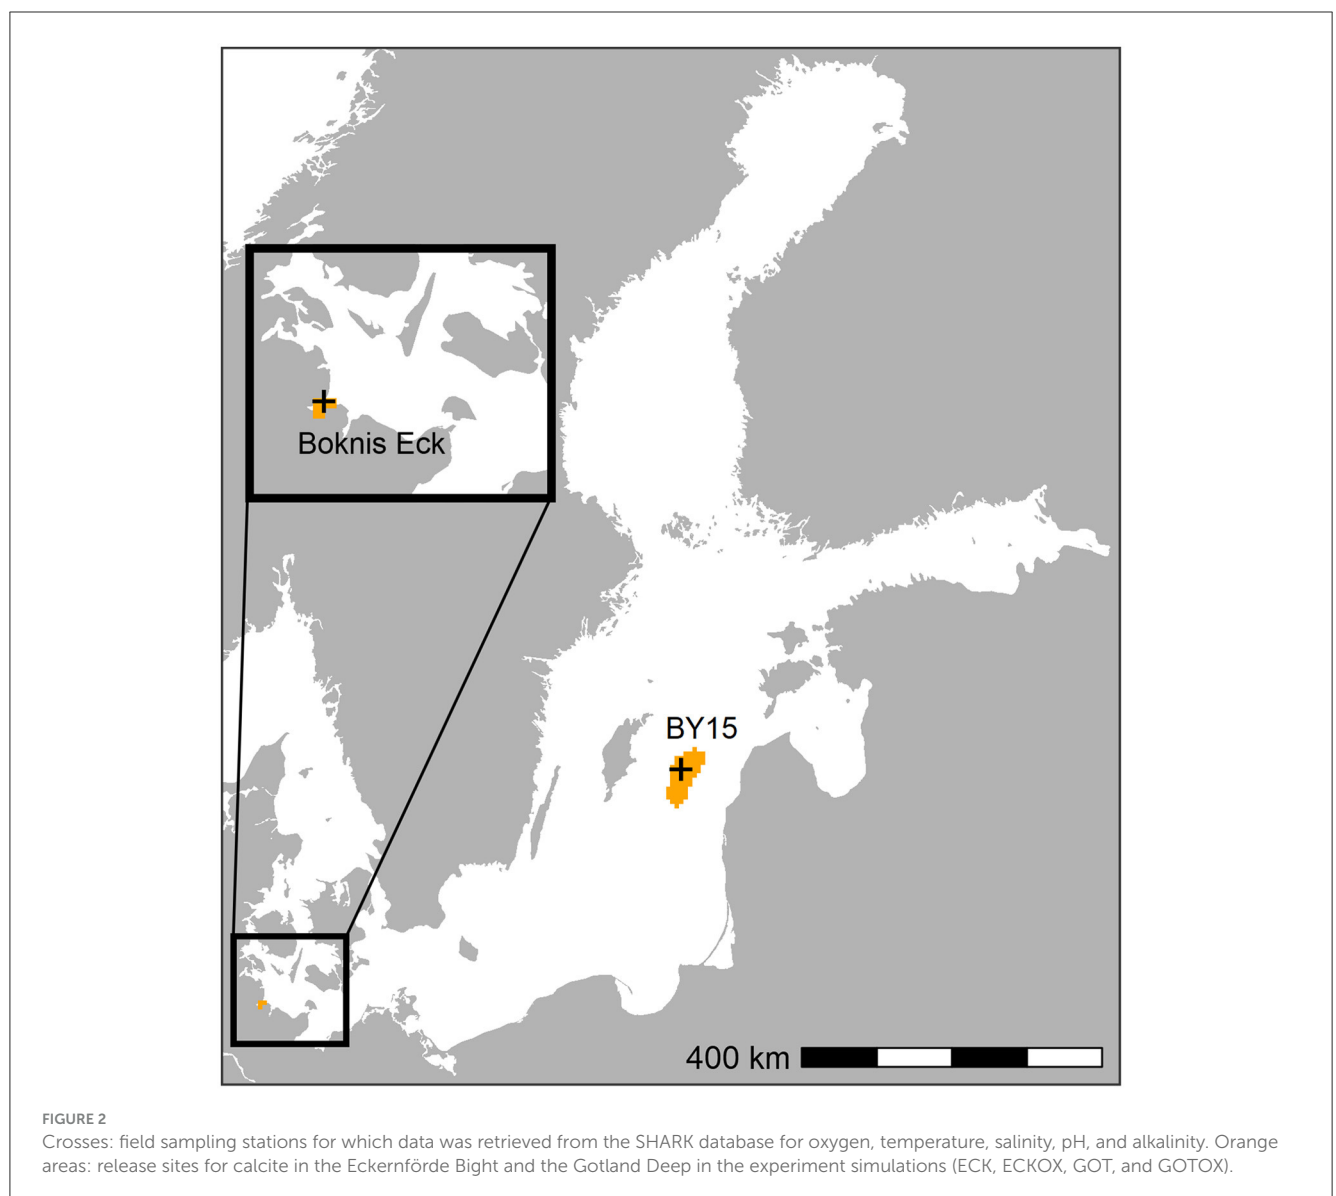 Boknis Eck
BY15
400 km
FIGURE 2
Crosses: field sampling stations for which data was retrieved from the SHARK database for oxygen, temperature, salinity, pH, and alkalinity. Orange
areas: release sites for calcite in the Eckernförde Bight and the Gotland Deep in the experiment simulations (ECK, ECKOX, GOT, and GOTOX).